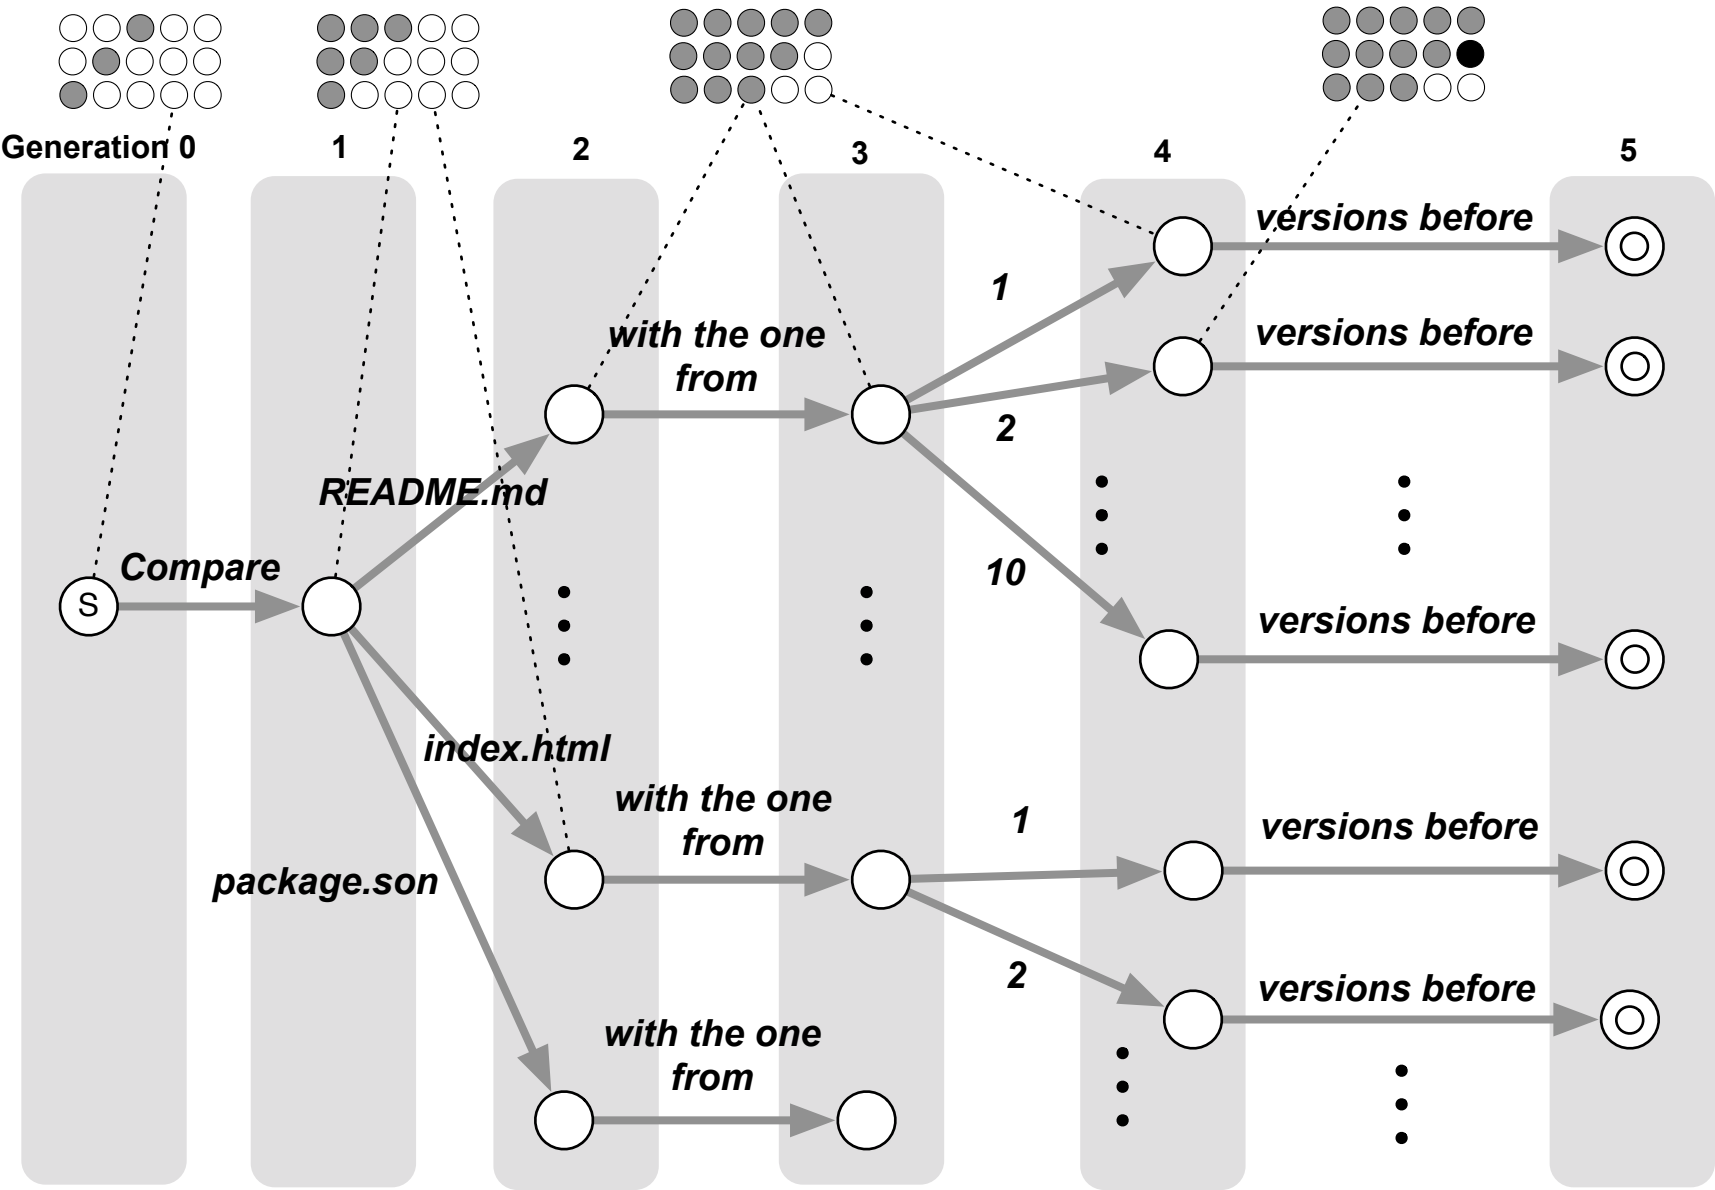 Generation 0
1
2
3
4
5
versions before
1
versions before
with the one
from
2
README.md
Compare
S
10
versions before
index.html
with the one
from
1
versions before
package.son
2
versions before
with the one
from